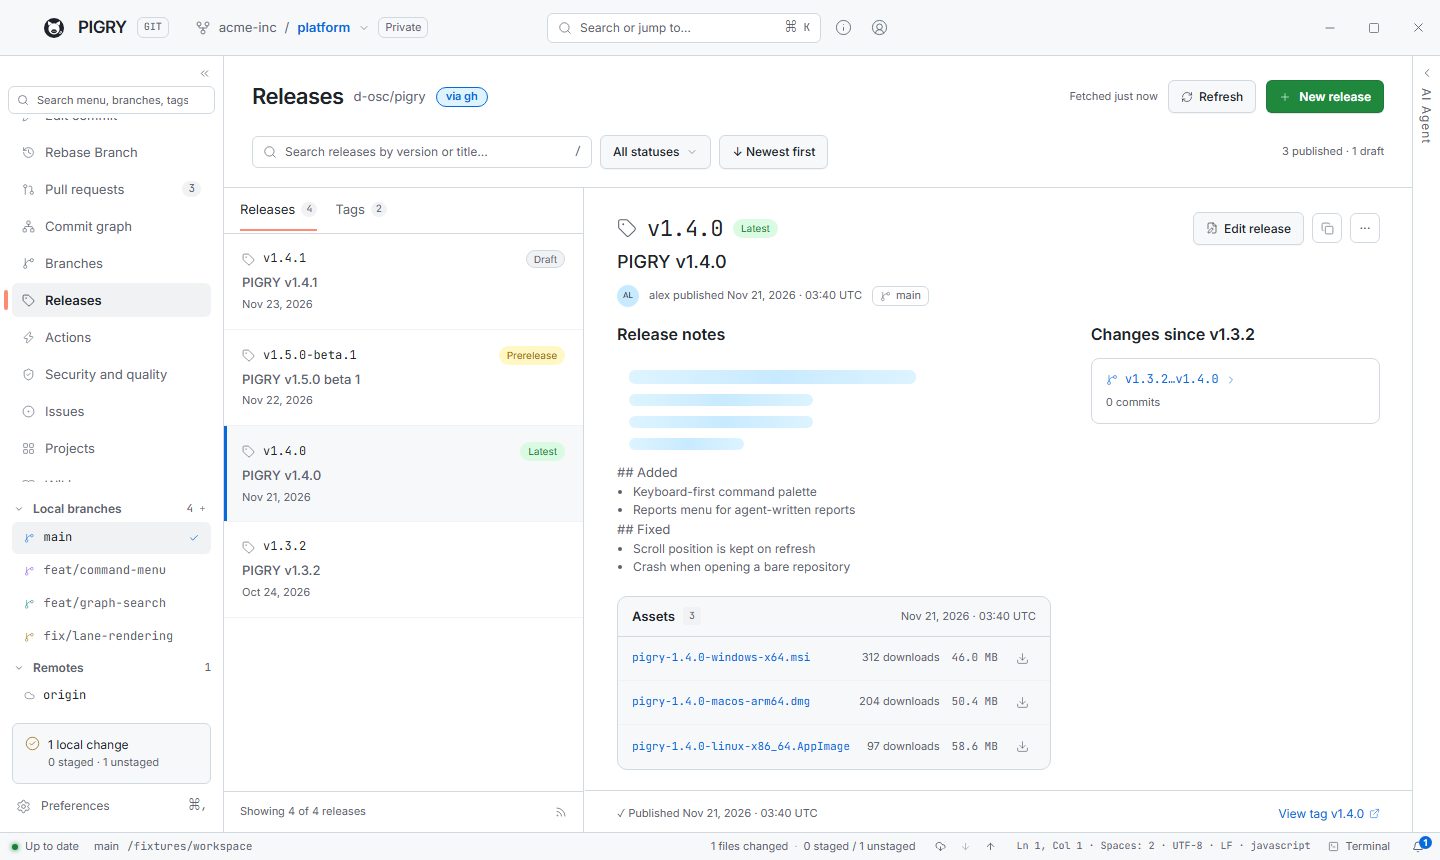 PIGRY GIT acme-inc / platform Private Search or jump to... ⌘ K
Search menu, branches, tags
Edit commit
Rebase Branch
Pull requests 3
Commit graph
Branches
Releases
Actions
Security and quality
Issues
Projects
Local branches 4 +
main
feat/command-menu
feat/graph-search
fix/lane-rendering
Remotes 1
origin
1 local change
0 staged · 1 unstaged
Preferences ⌘,
Releases d-osc/pigry via gh Fetched just now Refresh + New release
Search releases by version or title... / All statuses ↓ Newest first 3 published · 1 draft
Releases 4 Tags 2
v1.4.1 Draft
PIGRY v1.4.1
Nov 23, 2026
v1.5.0-beta.1 Prerelease
PIGRY v1.5.0 beta 1
Nov 22, 2026
v1.4.0 Latest
PIGRY v1.4.0
Nov 21, 2026
v1.3.2
PIGRY v1.3.2
Oct 24, 2026
Showing 4 of 4 releases
v1.4.0 Latest Edit release ...
PIGRY v1.4.0
AL alex published Nov 21, 2026 · 03:40 UTC main
Release notes
## Added
• Keyboard-first command palette
• Reports menu for agent-written reports
## Fixed
• Scroll position is kept on refresh
• Crash when opening a bare repository
Assets 3 Nov 21, 2026 · 03:40 UTC
pigry-1.4.0-windows-x64.msi 312 downloads 46.0 MB
pigry-1.4.0-macos-arm64.dmg 204 downloads 50.4 MB
pigry-1.4.0-linux-x86_64.AppImage 97 downloads 58.6 MB
Changes since v1.3.2
v1.3.2…v1.4.0
0 commits
✓ Published Nov 21, 2026 · 03:40 UTC View tag v1.4.0
AI Agent
Up to date main /fixtures/workspace 1 files changed · 0 staged / 1 unstaged ↓ ↑ Ln 1, Col 1 · Spaces: 2 · UTF-8 · LF · javascript Terminal 1